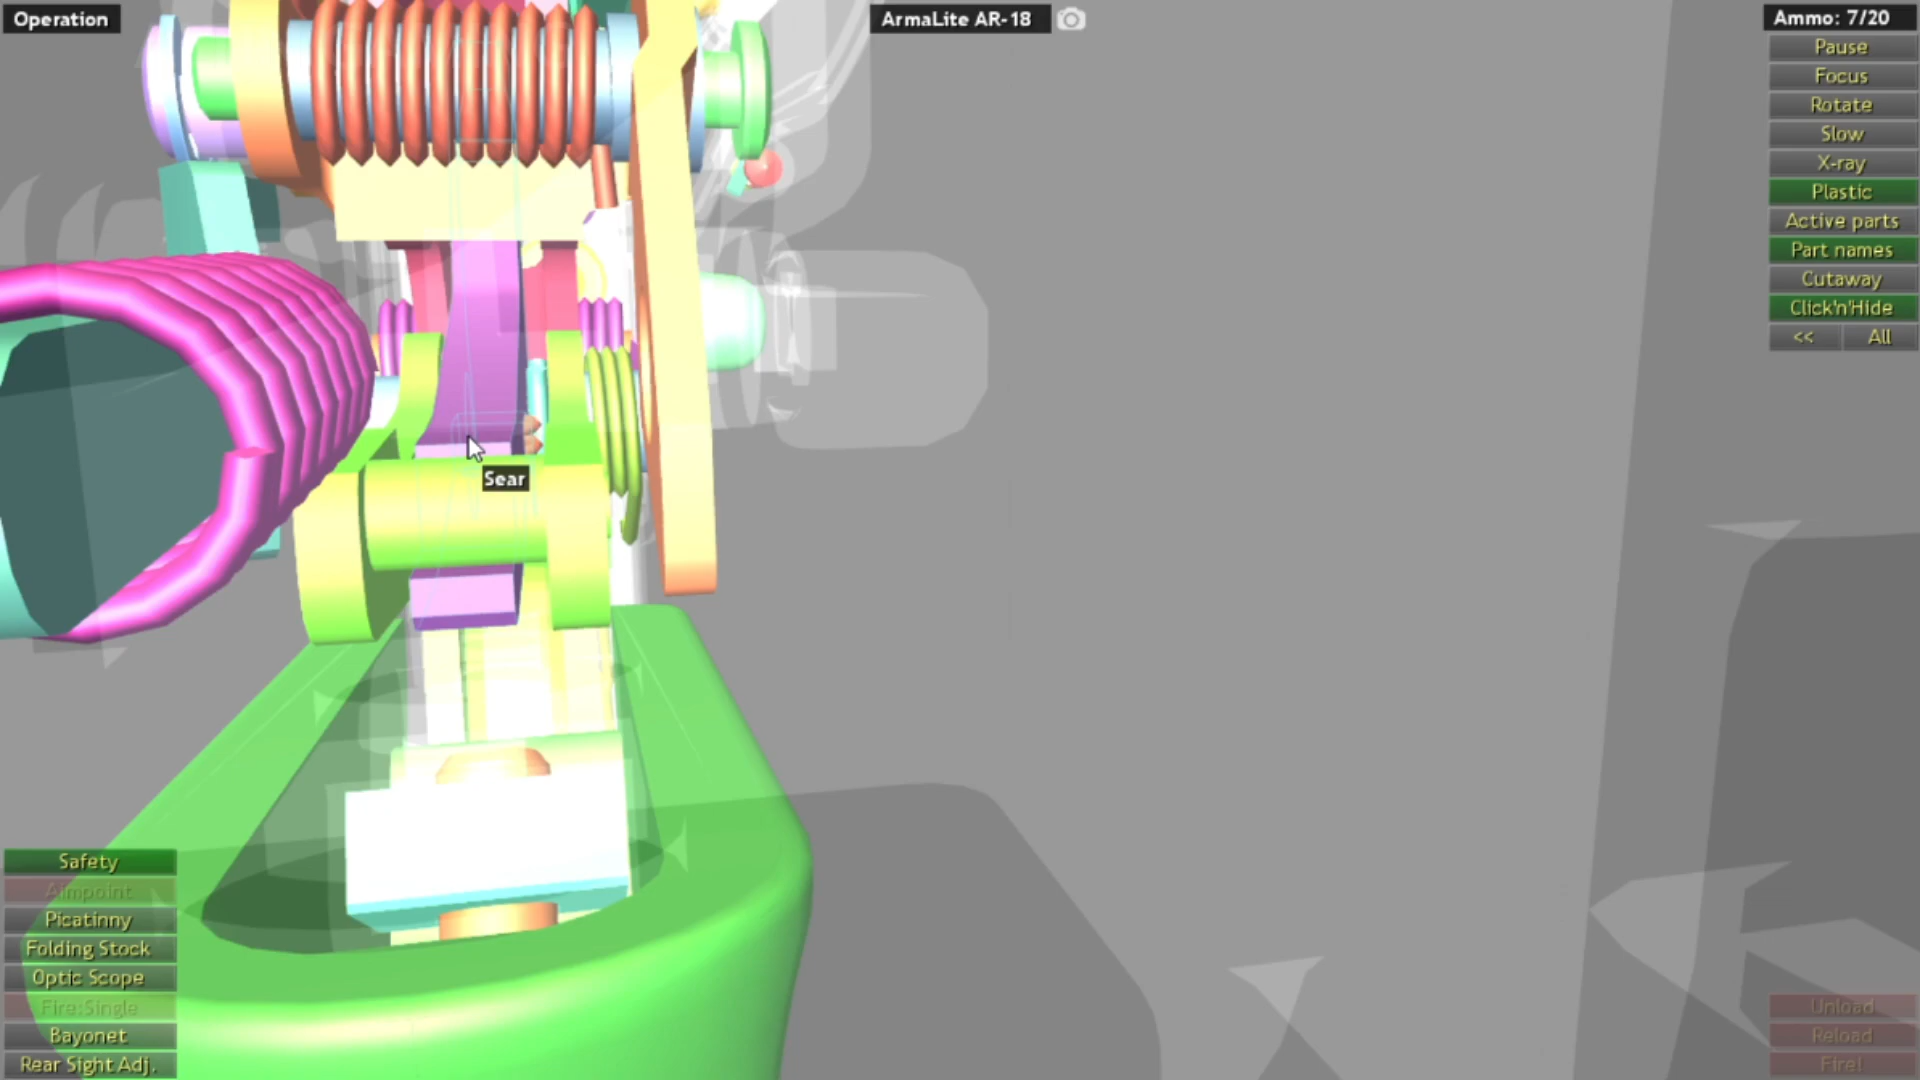 Operation
ArmaLite AR-18
Ammo: 7/20
Pause
Focus
Rotate
Slow
X-ray
Plastic
Active parts
Part names
Cutaway
Click'n'Hide
<< All
Sear
Safety
Aimpoint
Picatinny
Folding Stock
Optic Scope
Fire:Single
Bayonet
Rear Sight Adj.
Unload
Reload
Fire!